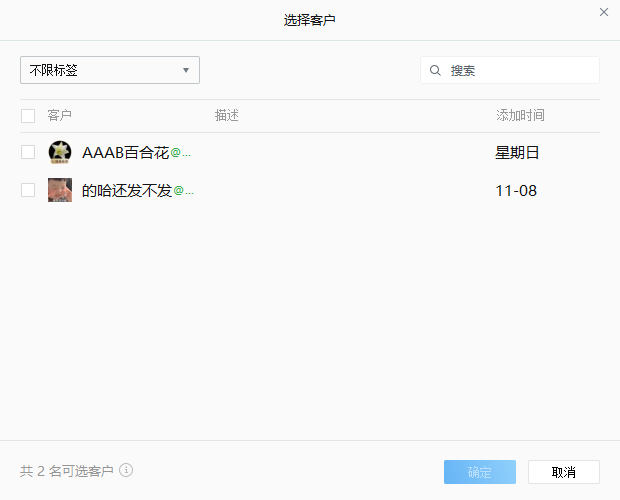 选择客户
不限标签
搜索
客户 描述 添加时间
AAAB百合花@... 星期日
的哈还发不发@... 11-08
共 2 名可选客户
确定 取消